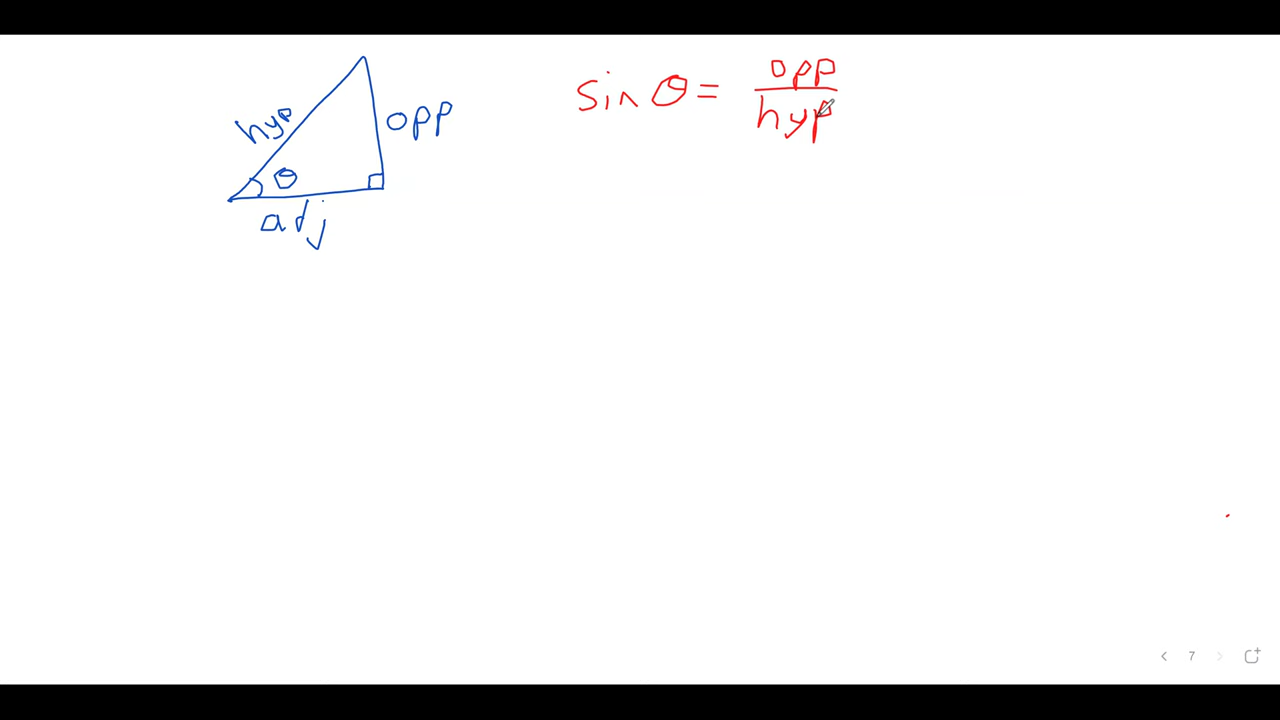 hyp
opp
θ
adj
sin θ = opp/hyp
7